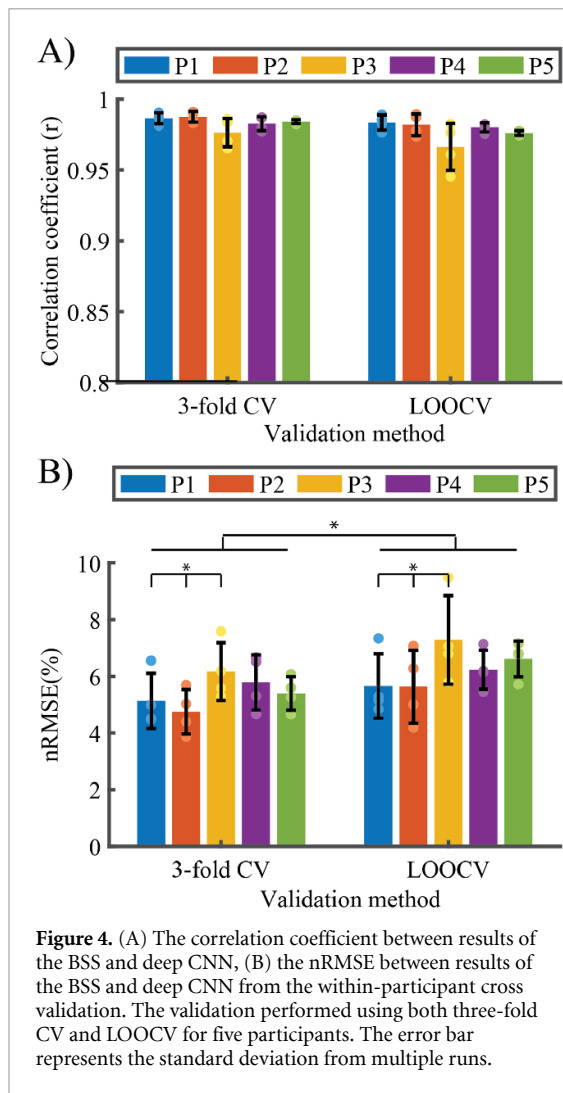 A)
P1 P2 P3 P4 P5
1
0.95
0.9
0.85
0.8
Correlation coefficient (r)
3-fold CV LOOCV
Validation method
B)
P1 P2 P3 P4 P5
*
* *
10
8
6
4
2
0
nRMSE(%)
3-fold CV LOOCV
Validation method
Figure 4. (A) The correlation coefficient between results of
the BSS and deep CNN, (B) the nRMSE between results of
the BSS and deep CNN from the within-participant cross
validation. The validation performed using both three-fold
CV and LOOCV for five participants. The error bar
represents the standard deviation from multiple runs.